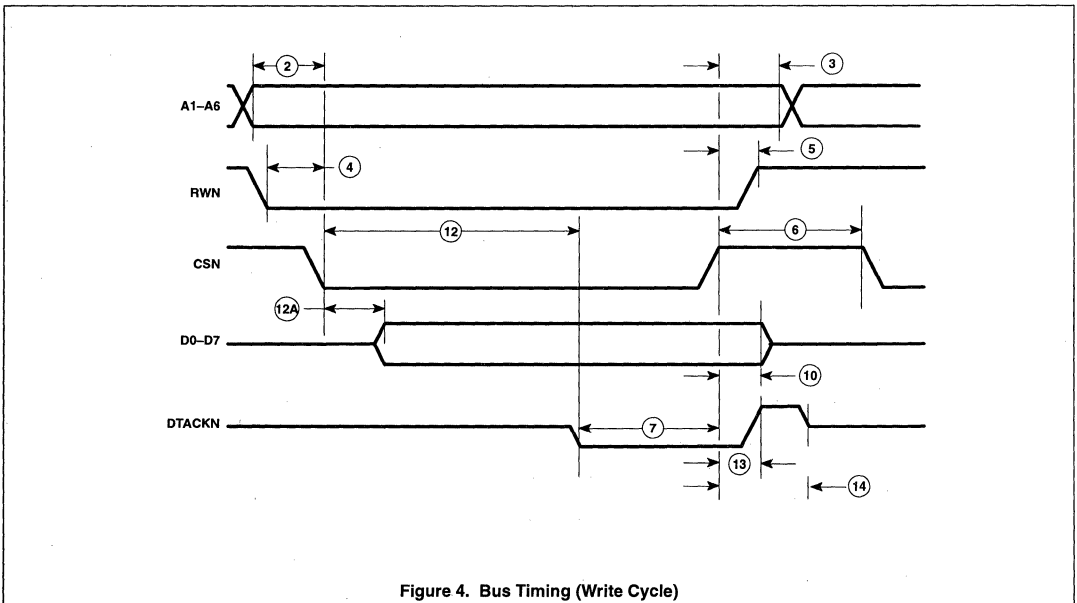 2
3
A1–A6
5
4
RWN
12
6
CSN
12A
D0–D7
10
DTACKN
7
13
14
Figure 4. Bus Timing (Write Cycle)